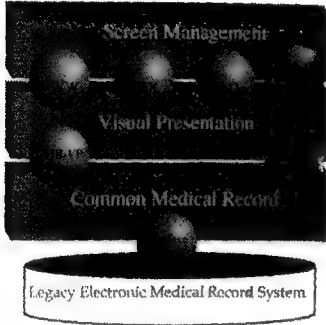 Screen Management
Visual Presentation
Common Medical Record
Legacy Electronic Medical Record System